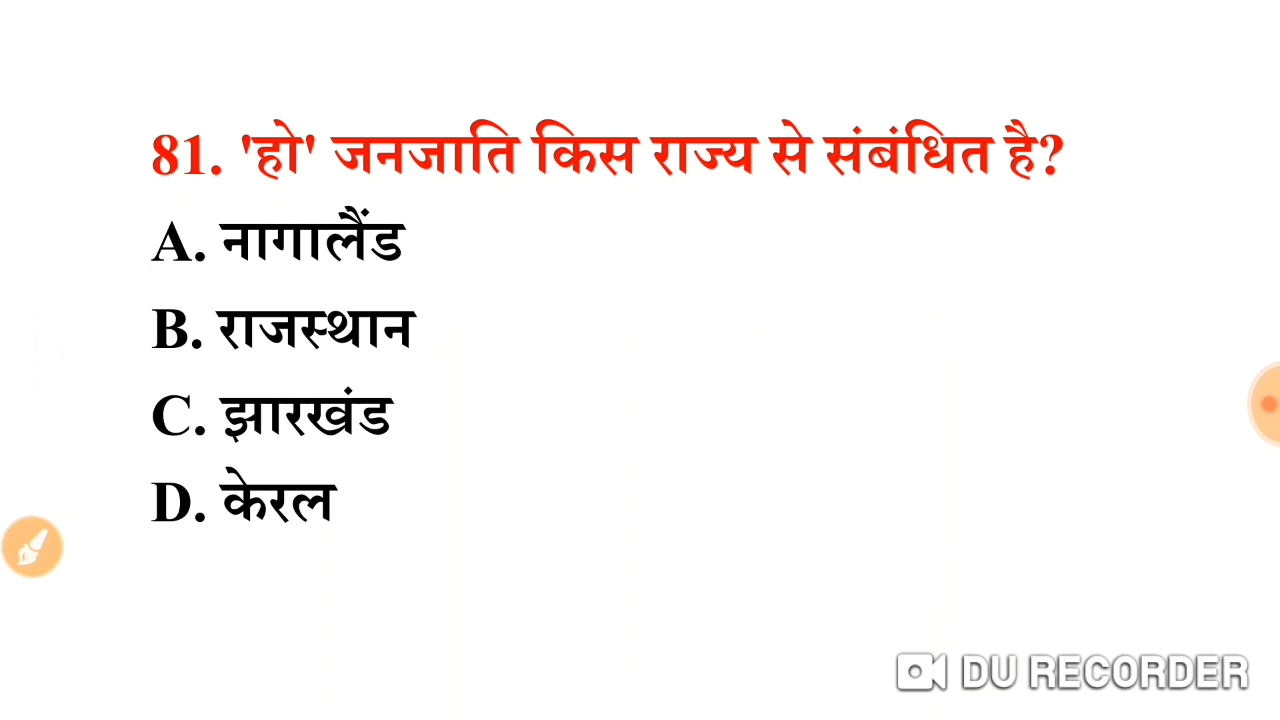 81. 'हो' जनजाति किस राज्य से संबंधित है?
A. नागालैंड
B. राजस्थान
C. झारखंड
D. केरल
DU RECORDER